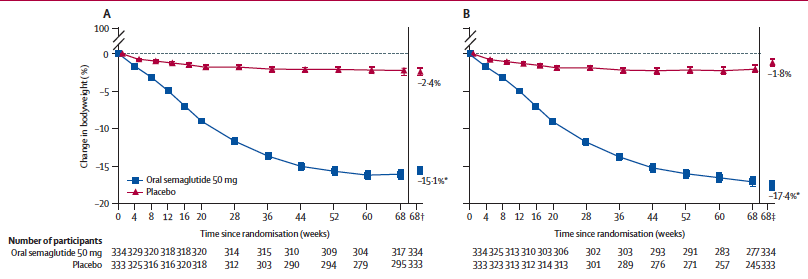 A
B
100
0
−5
−10
−15
−20
Change in bodyweight (%)
−2·4%
−15·1%*
−1·8%
−17·4%*
Oral semaglutide 50 mg
Placebo
0 4 8 12 16 20 28 36 44 52 60 68 68†
0 4 8 12 16 20 28 36 44 52 60 68 68‡
Time since randomisation (weeks)
Time since randomisation (weeks)
Number of participants
Oral semaglutide 50 mg 334 329 320 318 318 320 314 315 310 309 304 317 334 334 325 313 310 303 306 302 303 293 291 283 277 334
Placebo 333 325 316 316 320 318 312 303 290 294 279 295 333 333 323 313 312 314 313 301 289 276 271 257 245 333